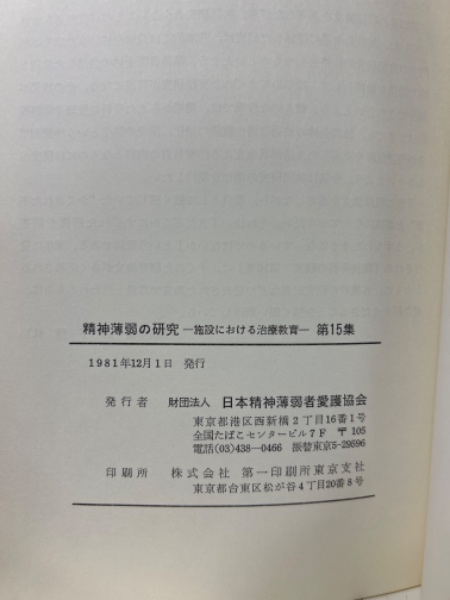 精神薄弱の研究―施設における治療教育― 第15集
1981年12月1日 発行
発行者 財団法人 日本精神薄弱者愛護協会
東京都港区西新橋2丁目16番1号
全国たばこセンタービル7F 〒105
電話(03)438―0466 振替東京5-29596
印刷所 株式会社 第一印刷所東京支社
東京都台東区松が谷4丁目20番8号